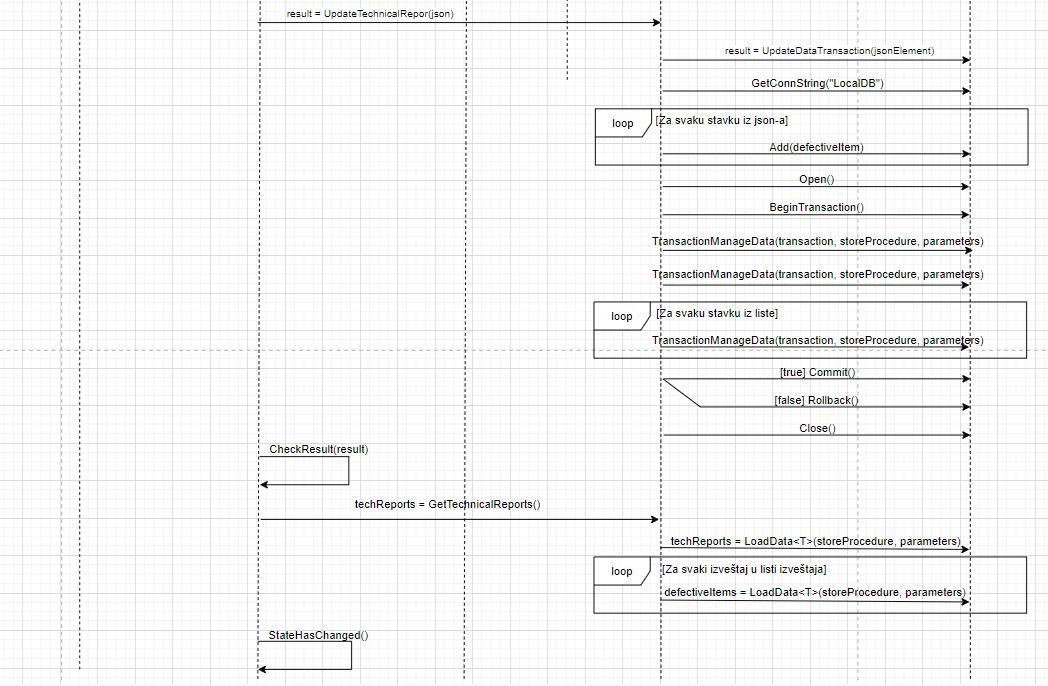 result = UpdateTechnicalRepor(json)
result = UpdateDataTransaction(jsonElement)
GetConnString("LocalDB")
loop
[Za svaku stavku iz json-a]
Add(defectiveItem)
Open()
BeginTransaction()
TransactionManageData(transaction, storeProcedure, parameters)
TransactionManageData(transaction, storeProcedure, parameters)
loop
[Za svaku stavku iz liste]
TransactionManageData(transaction, storeProcedure, parameters)
[true] Commit()
[false] Rollback()
Close()
CheckResult(result)
techReports = GetTechnicalReports()
techReports = LoadData<T>(storeProcedure, parameters)
loop
[Za svaki izveštaj u listi izveštaja]
defectiveItems = LoadData<T>(storeProcedure, parameters)
StateHasChanged()